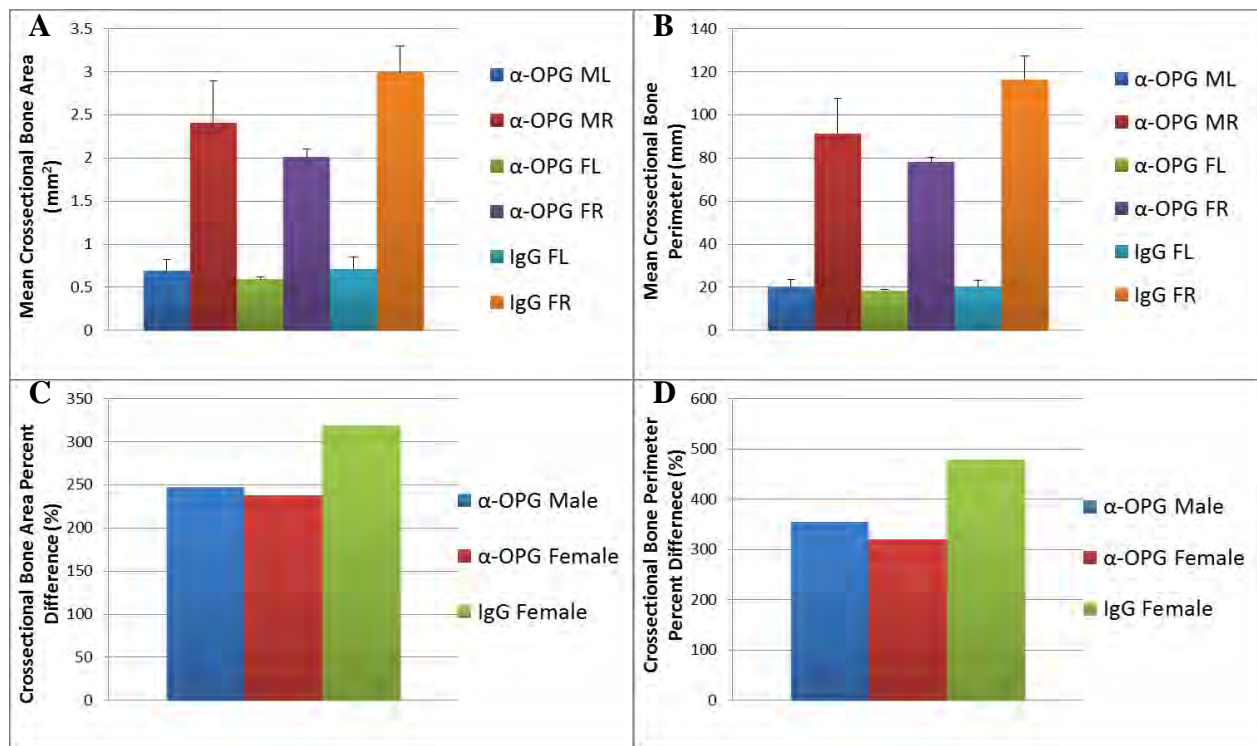 A
Mean Crossectional Bone Area
(mm²)
3.5
3
2.5
2
1.5
1
0.5
0
α-OPG ML
α-OPG MR
α-OPG FL
α-OPG FR
IgG FL
IgG FR
B
Mean Crossectional Bone
Perimeter (mm)
140
120
100
80
60
40
20
0
α-OPG ML
α-OPG MR
α-OPG FL
α-OPG FR
IgG FL
IgG FR
C
Crossectional Bone Area Percent
Difference (%)
350
300
250
200
150
100
50
0
α-OPG Male
α-OPG Female
IgG Female
D
Crossectional Bone Perimeter
Percent Differnece (%)
600
500
400
300
200
100
0
α-OPG Male
α-OPG Female
IgG Female